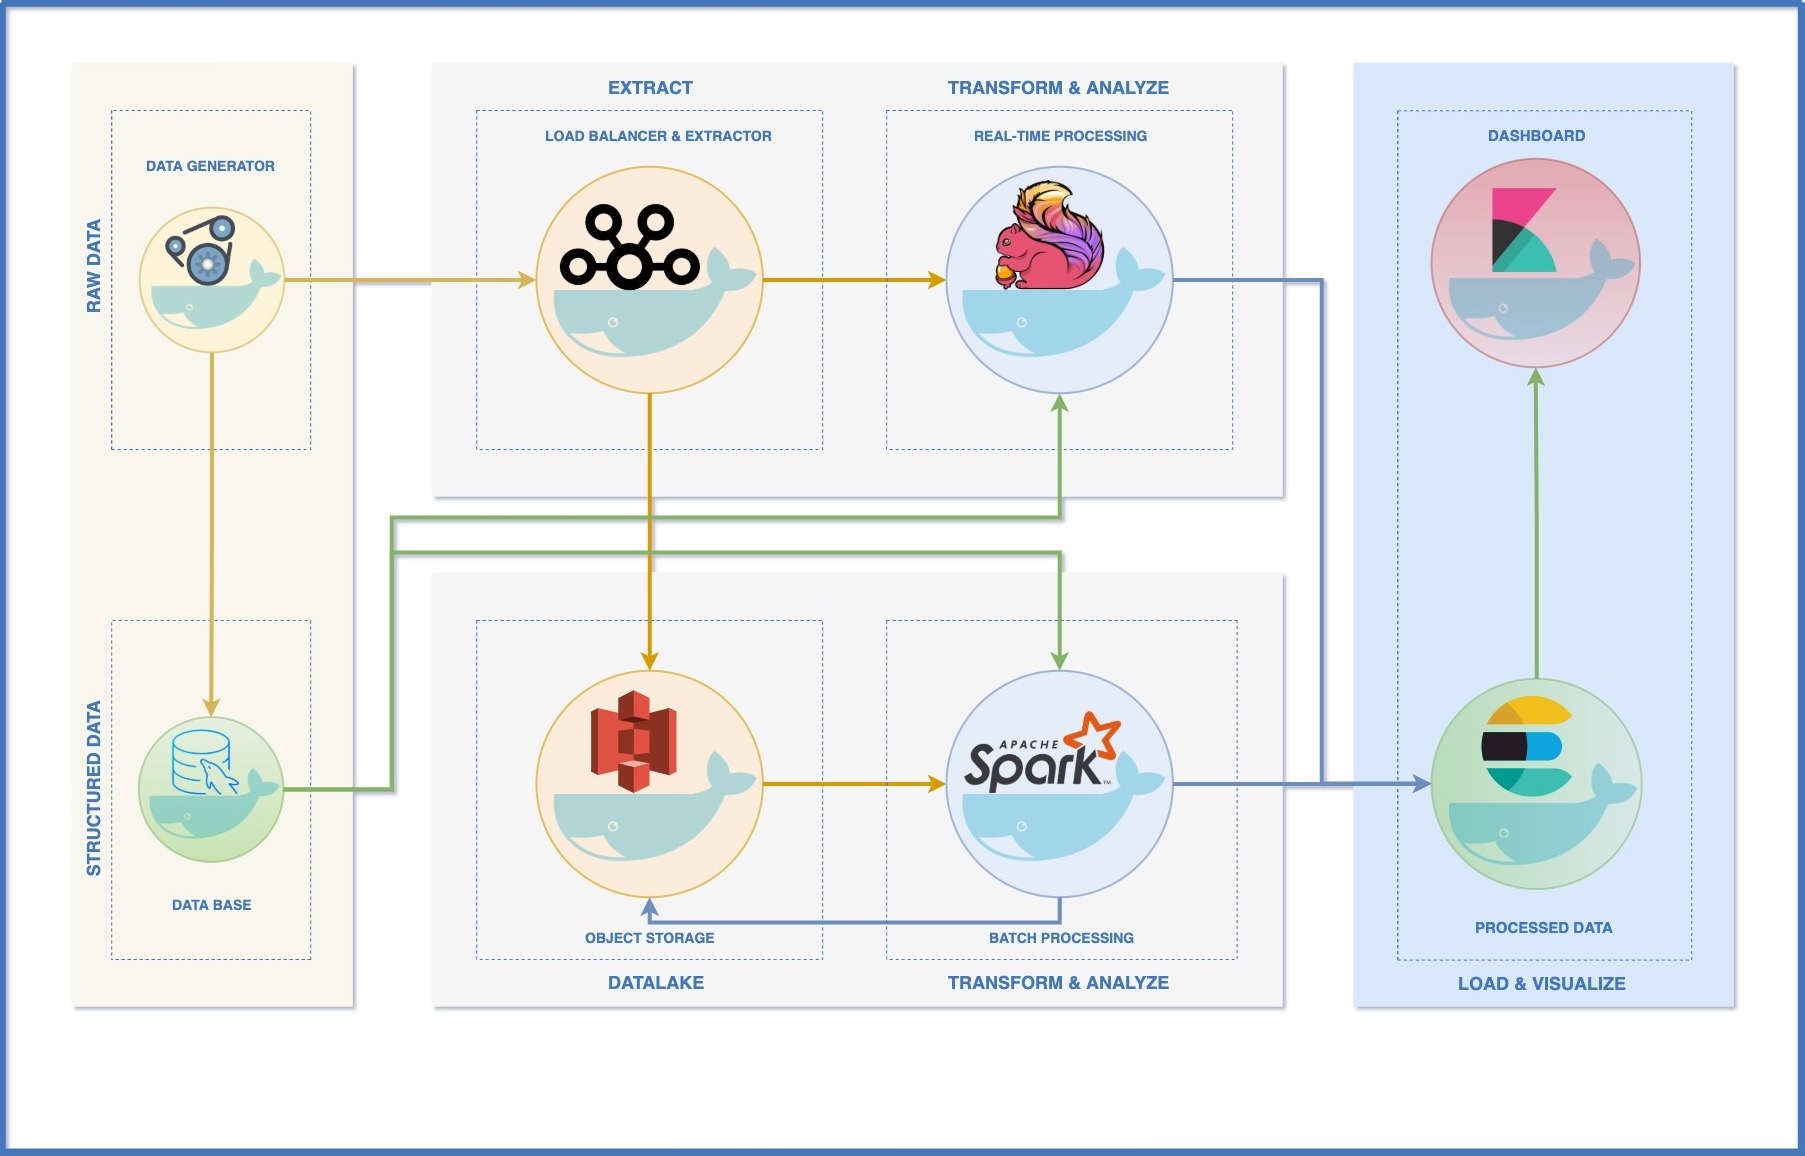 EXTRACT
TRANSFORM & ANALYZE
LOAD BALANCER & EXTRACTOR
REAL-TIME PROCESSING
DASHBOARD
DATA GENERATOR
RAW DATA
STRUCTURED DATA
APACHE
Spark™
DATA BASE
OBJECT STORAGE
BATCH PROCESSING
PROCESSED DATA
DATALAKE
TRANSFORM & ANALYZE
LOAD & VISUALIZE